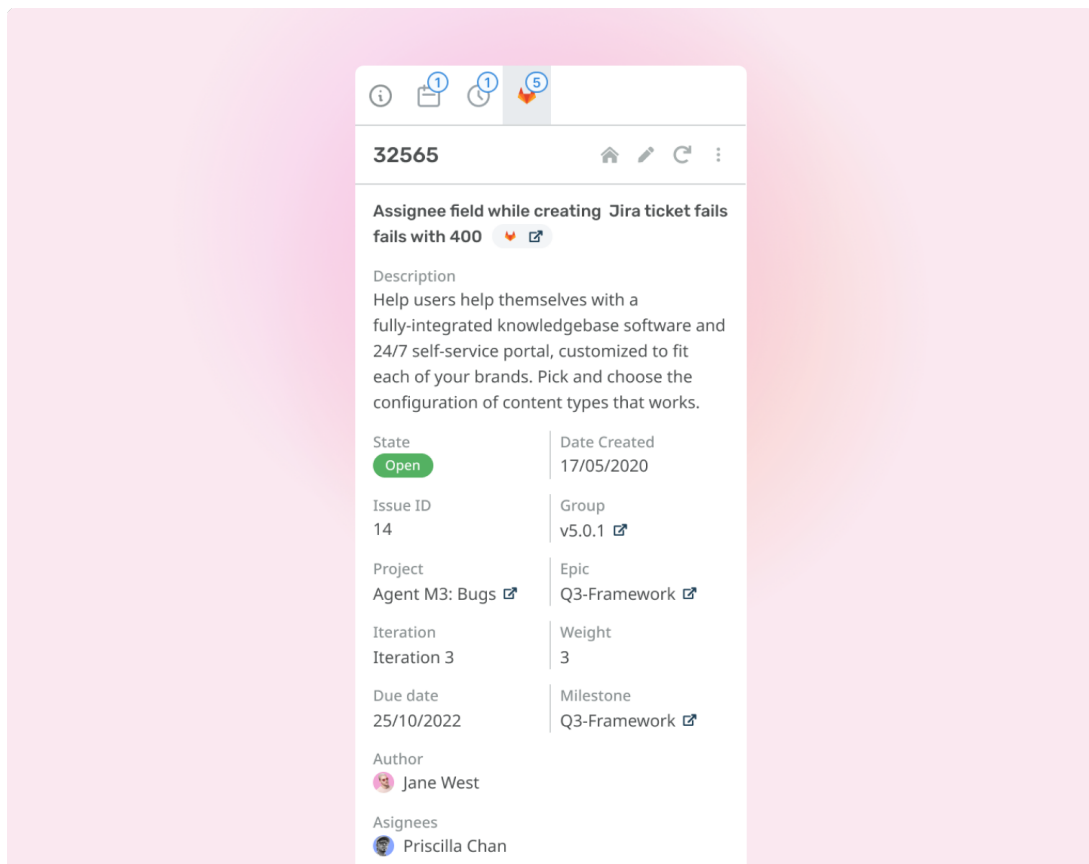 1 1 5
32565
Assignee field while creating Jira ticket fails
fails with 400
Description
Help users help themselves with a
fully-integrated knowledgebase software and
24/7 self-service portal, customized to fit
each of your brands. Pick and choose the
configuration of content types that works.
State Date Created
Open 17/05/2020
Issue ID Group
14 v5.0.1
Project Epic
Agent M3: Bugs Q3-Framework
Iteration Weight
Iteration 3 3
Due date Milestone
25/10/2022 Q3-Framework
Author
Jane West
Asignees
Priscilla Chan